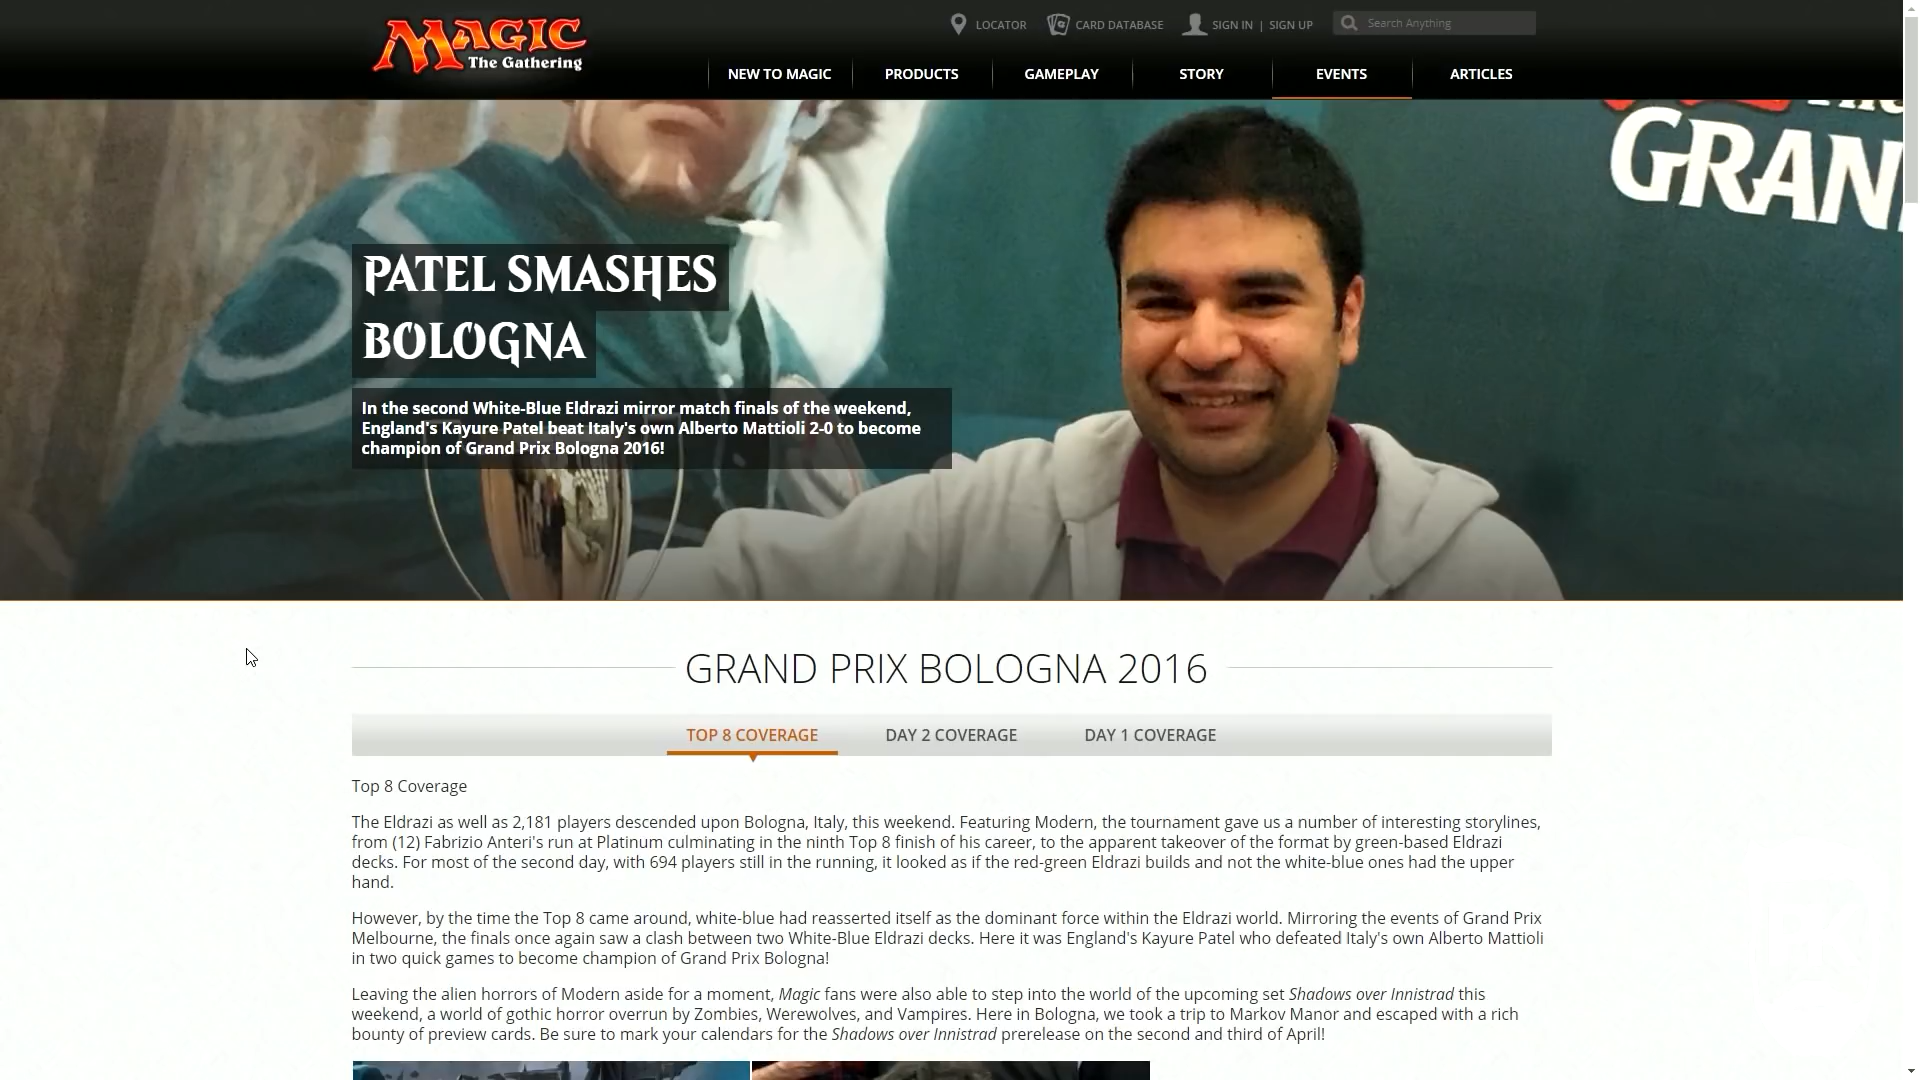 MAGIC
The Gathering
LOCATOR
CARD DATABASE
SIGN IN | SIGN UP
Search Anything
NEW TO MAGIC
PRODUCTS
GAMEPLAY
STORY
EVENTS
ARTICLES
GRAN
PATEL SMASHES
BOLOGNA
In the second White-Blue Eldrazi mirror match finals of the weekend,
England's Kayure Patel beat Italy's own Alberto Mattioli 2-0 to become
champion of Grand Prix Bologna 2016!
GRAND PRIX BOLOGNA 2016
TOP 8 COVERAGE
DAY 2 COVERAGE
DAY 1 COVERAGE
Top 8 Coverage
The Eldrazi as well as 2,181 players descended upon Bologna, Italy, this weekend. Featuring Modern, the tournament gave us a number of interesting storylines,
from (12) Fabrizio Anteri's run at Platinum culminating in the ninth Top 8 finish of his career, to the apparent takeover of the format by green-based Eldrazi
decks. For most of the second day, with 694 players still in the running, it looked as if the red-green Eldrazi builds and not the white-blue ones had the upper
hand.
However, by the time the Top 8 came around, white-blue had reasserted itself as the dominant force within the Eldrazi world. Mirroring the events of Grand Prix
Melbourne, the finals once again saw a clash between two White-Blue Eldrazi decks. Here it was England's Kayure Patel who defeated Italy's own Alberto Mattioli
in two quick games to become champion of Grand Prix Bologna!
Leaving the alien horrors of Modern aside for a moment, Magic fans were also able to step into the world of the upcoming set Shadows over Innistrad this
weekend, a world of gothic horror overrun by Zombies, Werewolves, and Vampires. Here in Bologna, we took a trip to Markov Manor and escaped with a rich
bounty of preview cards. Be sure to mark your calendars for the Shadows over Innistrad prerelease on the second and third of April!